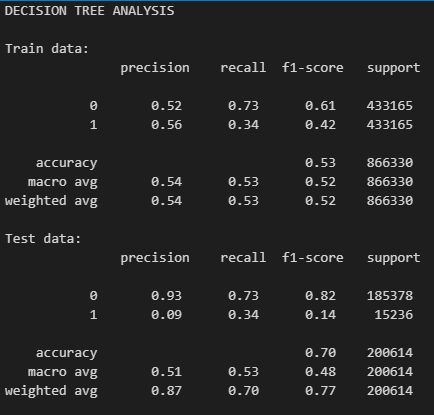 DECISION TREE ANALYSIS
Train data:
precision recall f1-score support
0 0.52 0.73 0.61 433165
1 0.56 0.34 0.42 433165
accuracy 0.53 866330
macro avg 0.54 0.53 0.52 866330
weighted avg 0.54 0.53 0.52 866330
Test data:
precision recall f1-score support
0 0.93 0.73 0.82 185378
1 0.09 0.34 0.14 15236
accuracy 0.70 200614
macro avg 0.51 0.53 0.48 200614
weighted avg 0.87 0.70 0.77 200614